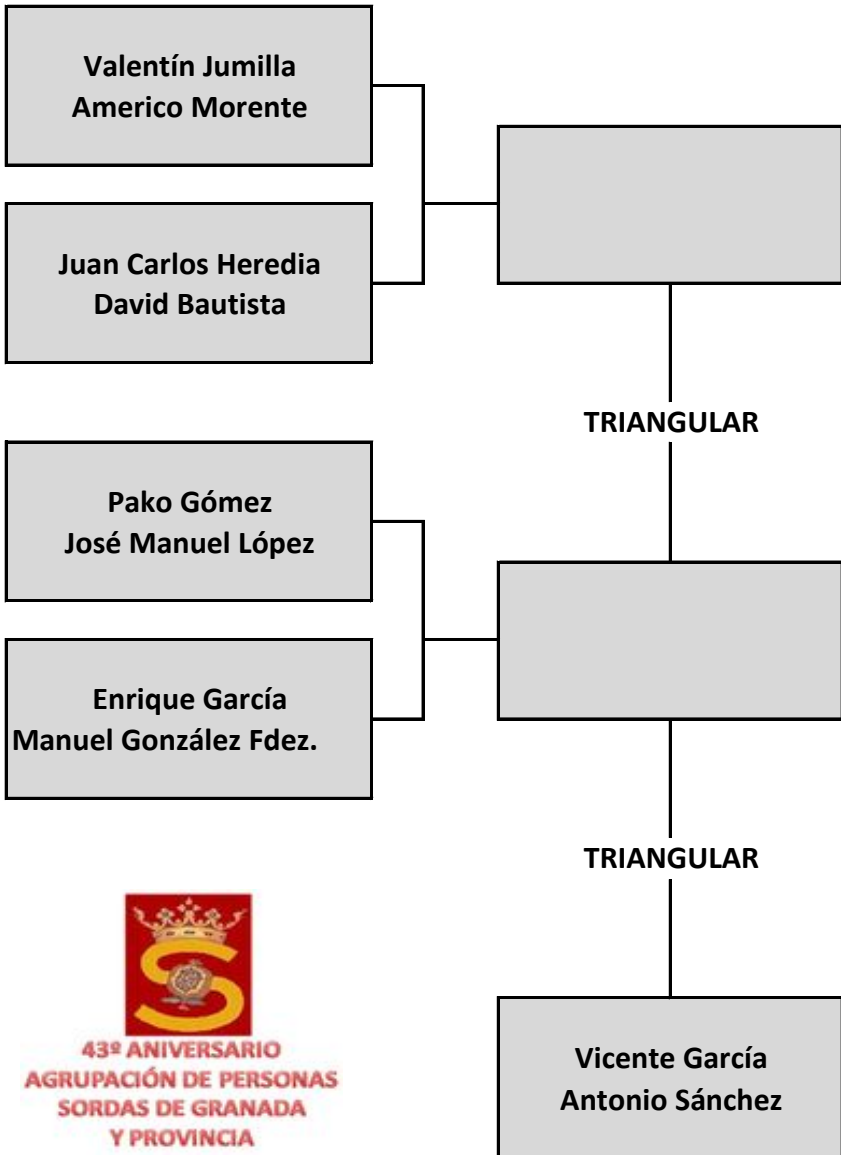 Valentín Jumilla
Americo Morente
Juan Carlos Heredia
David Bautista
TRIANGULAR
Pako Gómez
José Manuel López
Enrique García
Manuel González Fdez.
TRIANGULAR
S
43º ANIVERSARIO
AGRUPACIÓN DE PERSONAS
SORDAS DE GRANADA
Y PROVINCIA
Vicente García
Antonio Sánchez